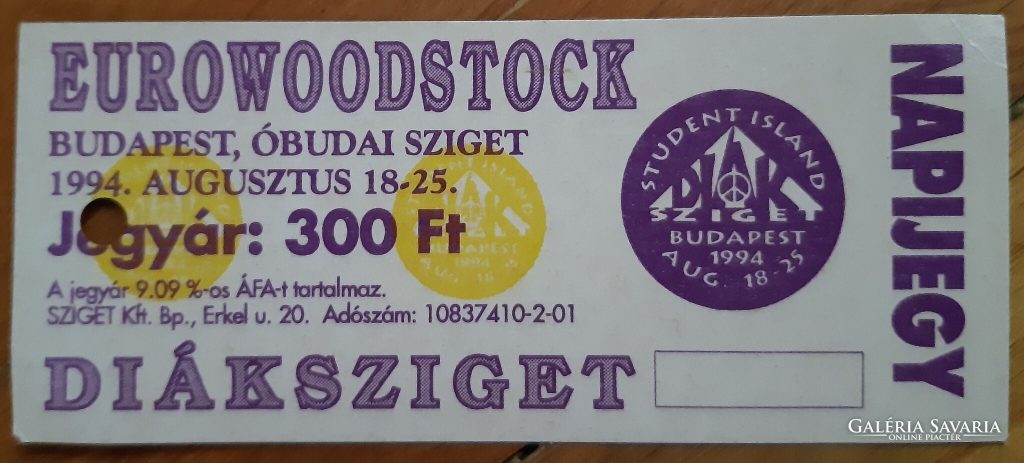 EUROWOODSTOCK
BUDAPEST, ÓBUDAI SZIGET
1994. AUGUSZTUS 18-25.
Jegyár: 300 Ft
A jegyár 9.09 %-os ÁFA-t tartalmaz.
SZIGET Kft. Bp., Erkel u. 20. Adószám: 10837410-2-01
DIÁKSZIGET
STUDENT ISLAND
DIÁK
SZIGET
BUDAPEST
1994
AUG. 18-25
NAPIJEGY
GALÉRIA SAVARIA
ONLINE PIACTÉR